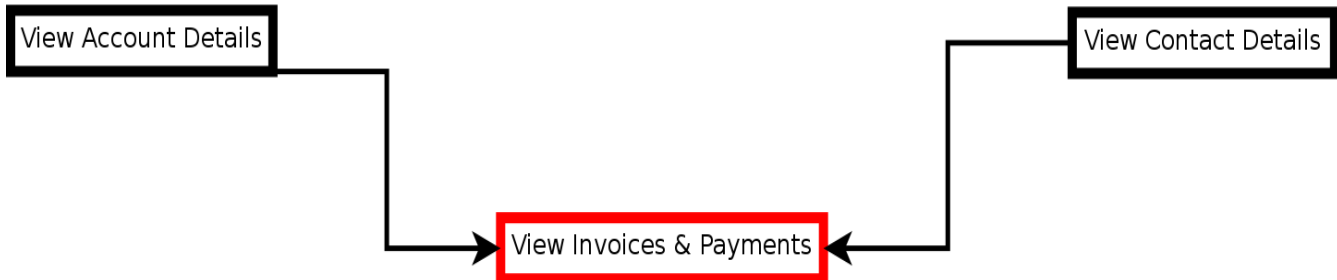 View Account Details
View Contact Details
View Invoices & Payments